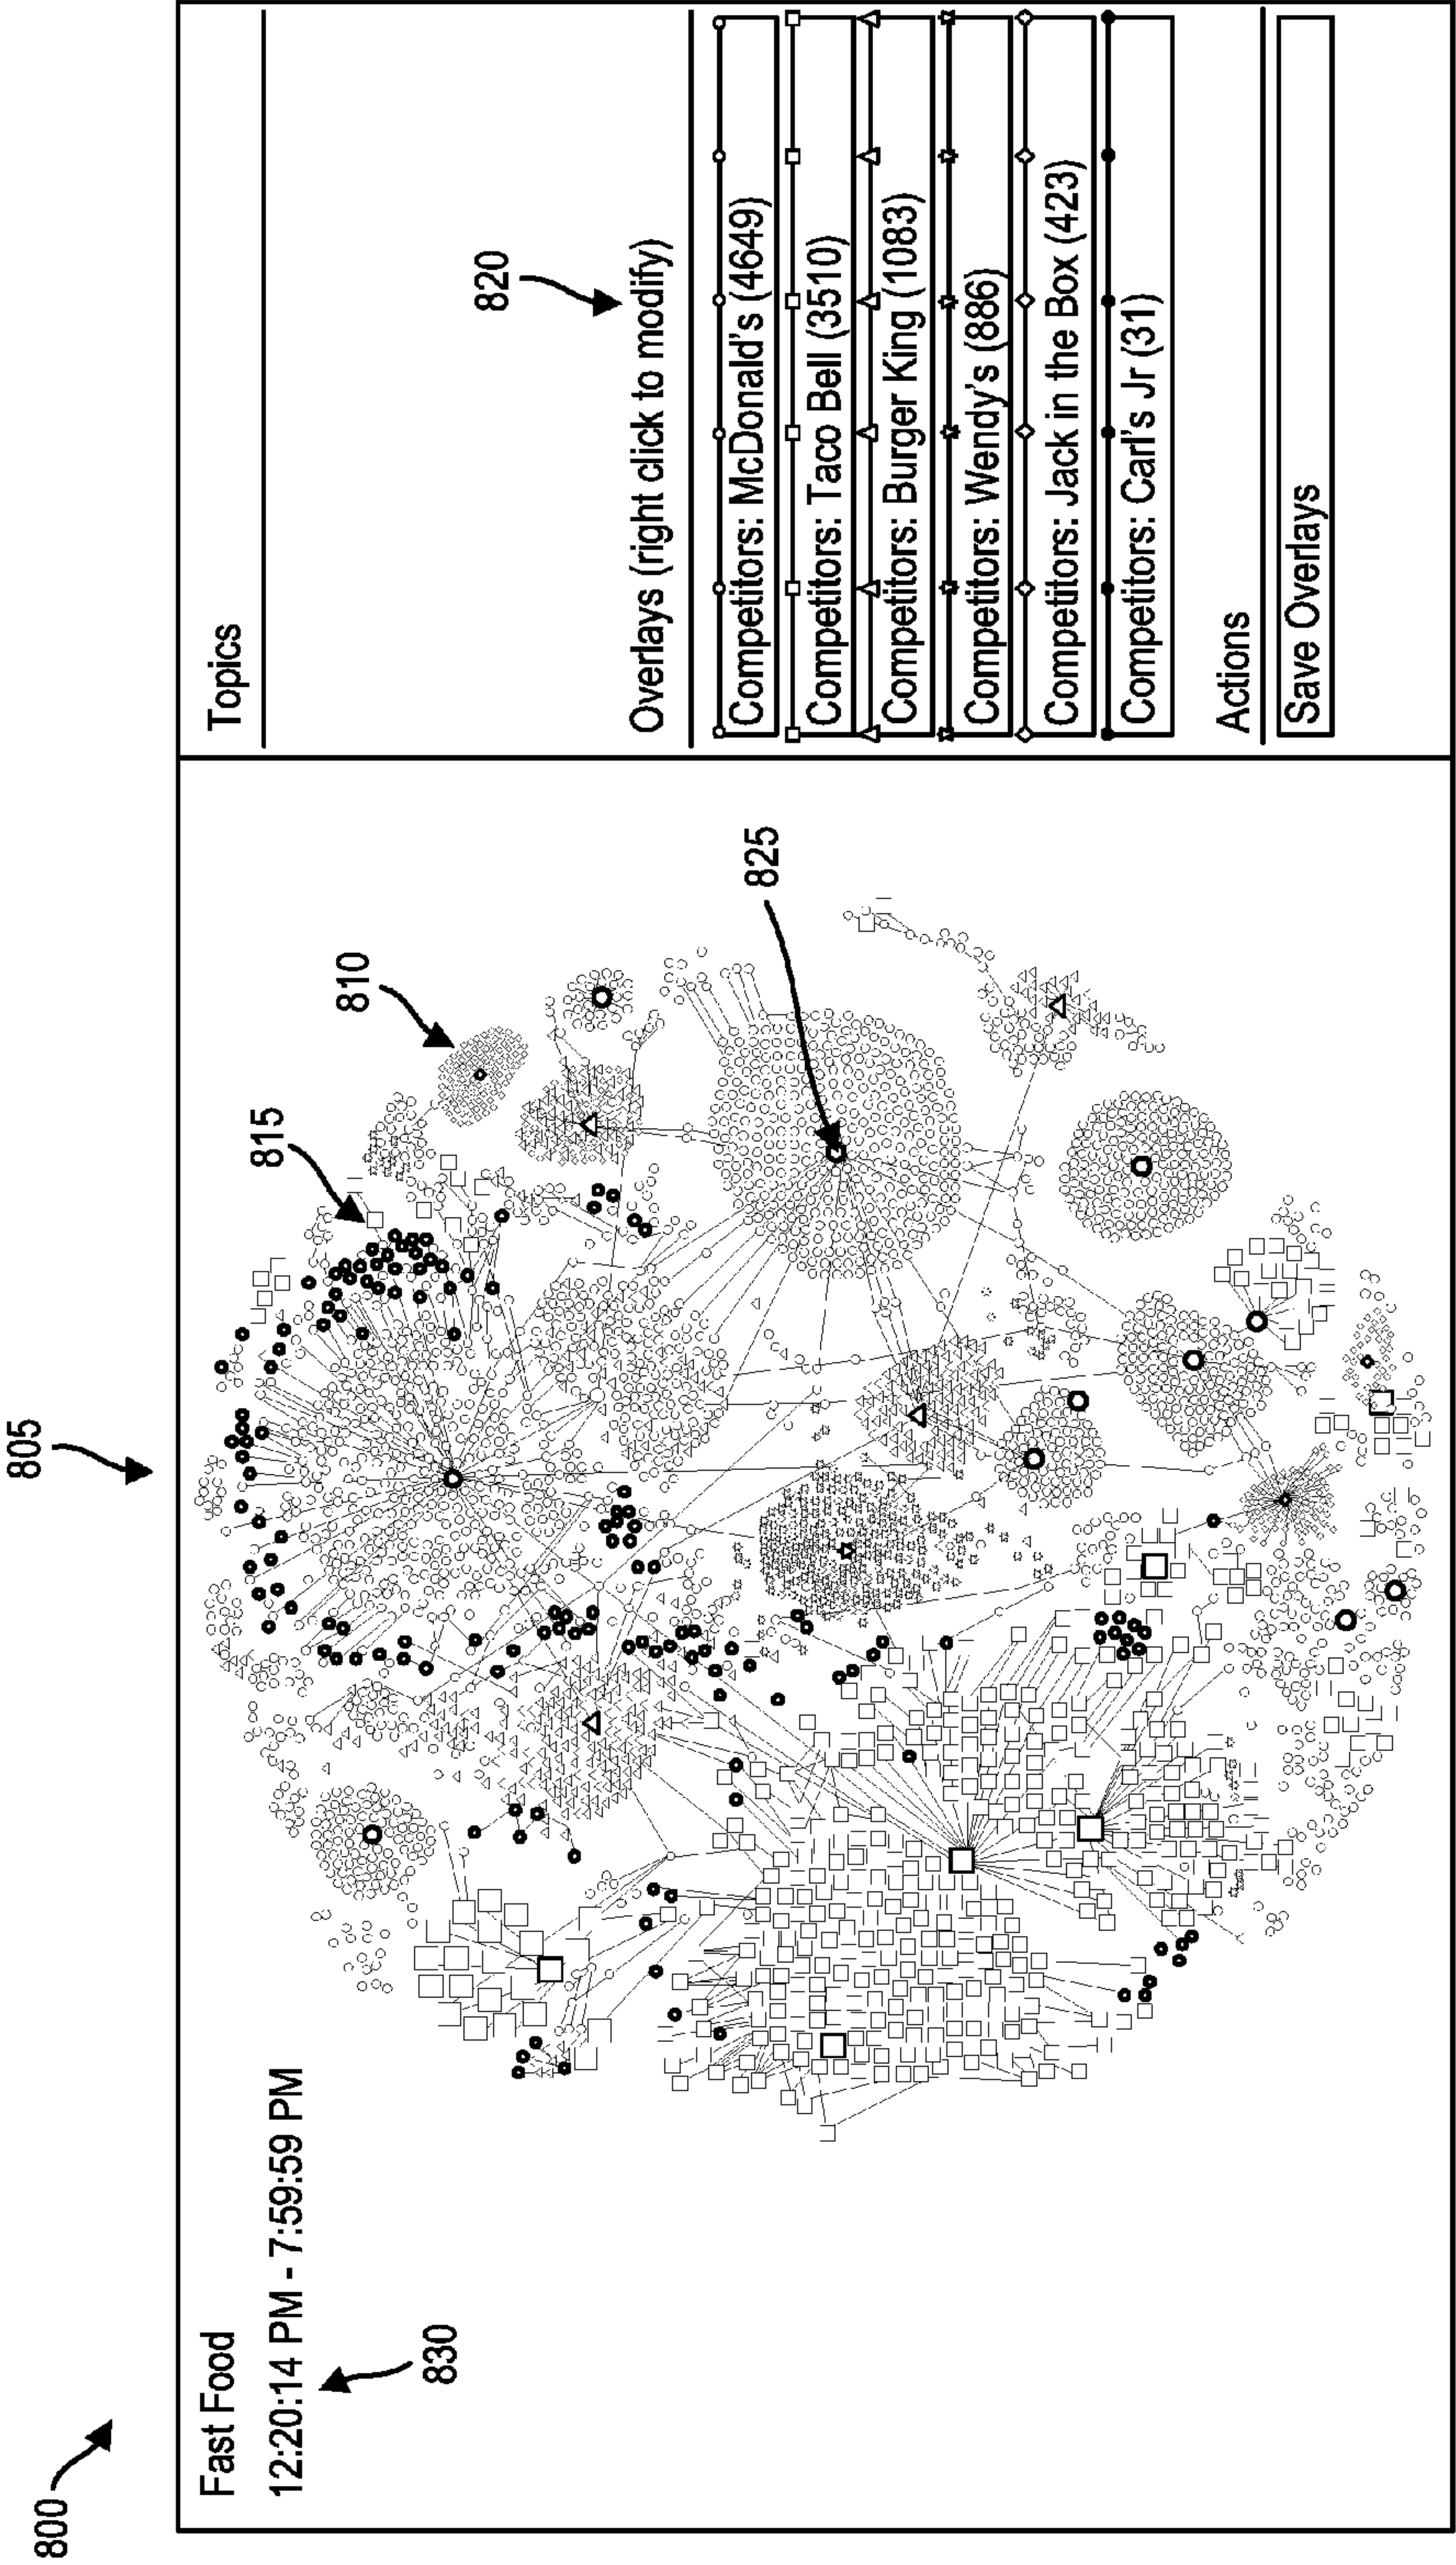 800
805
Fast Food
12:20:14 PM - 7:59:59 PM
830
815
810
825
Topics
820
Overlays (right click to modify)
Competitors: McDonald's (4649)
Competitors: Taco Bell (3510)
Competitors: Burger King (1083)
Competitors: Wendy's (886)
Competitors: Jack in the Box (423)
Competitors: Carl's Jr (31)
Actions
Save Overlays